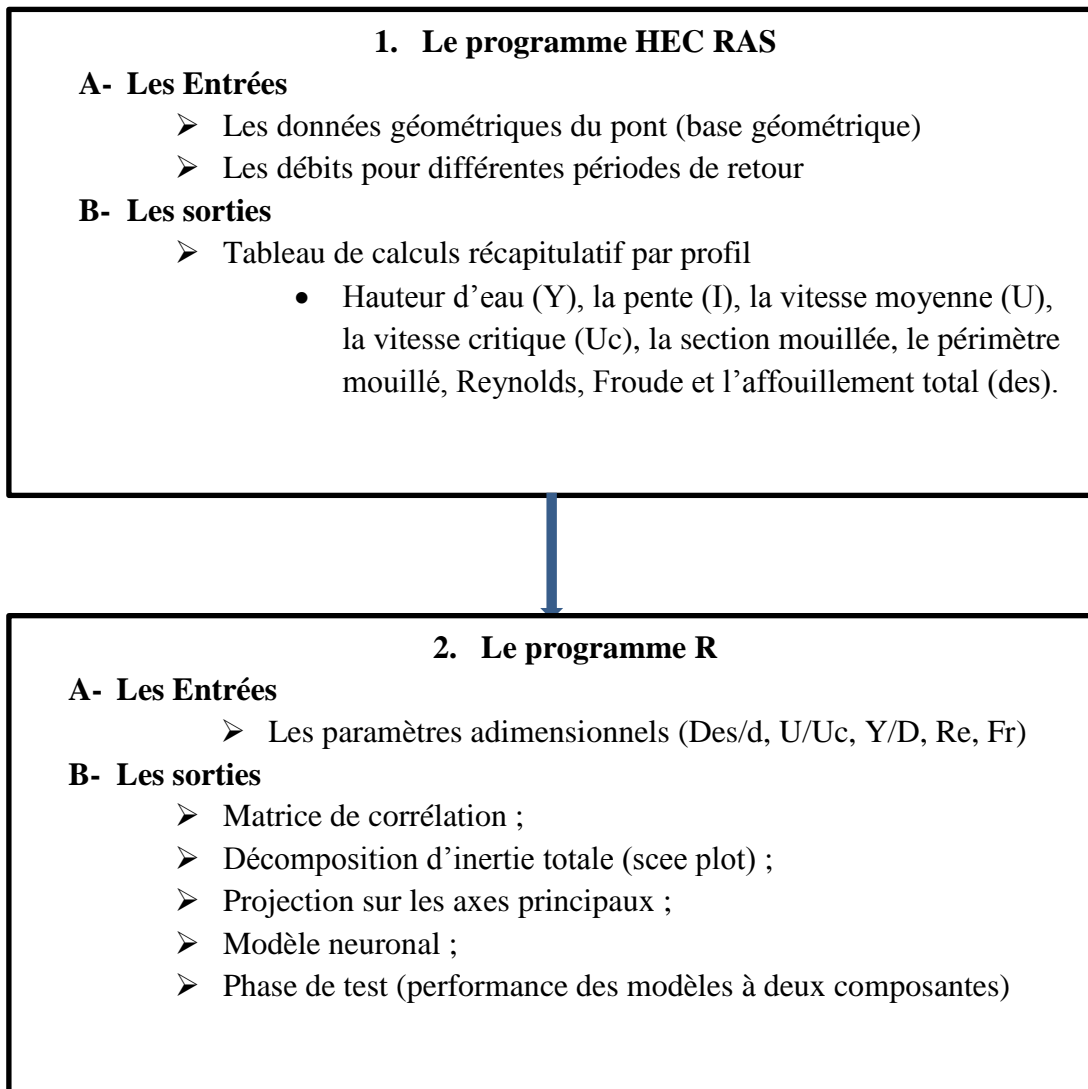 1. Le programme HEC RAS
A- Les Entrées
➢ Les données géométriques du pont (base géométrique)
➢ Les débits pour différentes périodes de retour
B- Les sorties
➢ Tableau de calculs récapitulatif par profil
• Hauteur d’eau (Y), la pente (I), la vitesse moyenne (U),
la vitesse critique (Uc), la section mouillée, le périmètre
mouillé, Reynolds, Froude et l’affouillement total (des).
2. Le programme R
A- Les Entrées
➢ Les paramètres adimensionnels (Des/d, U/Uc, Y/D, Re, Fr)
B- Les sorties
➢ Matrice de corrélation ;
➢ Décomposition d’inertie totale (scee plot) ;
➢ Projection sur les axes principaux ;
➢ Modèle neuronal ;
➢ Phase de test (performance des modèles à deux composantes)